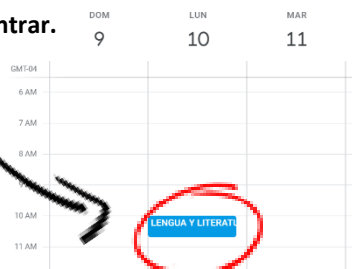 ntrar.
DOM LUN MAR
9 10 11
GMT-04
6 AM
7 AM
8 AM
10 AM
LENGUA Y LITERATU
11 AM